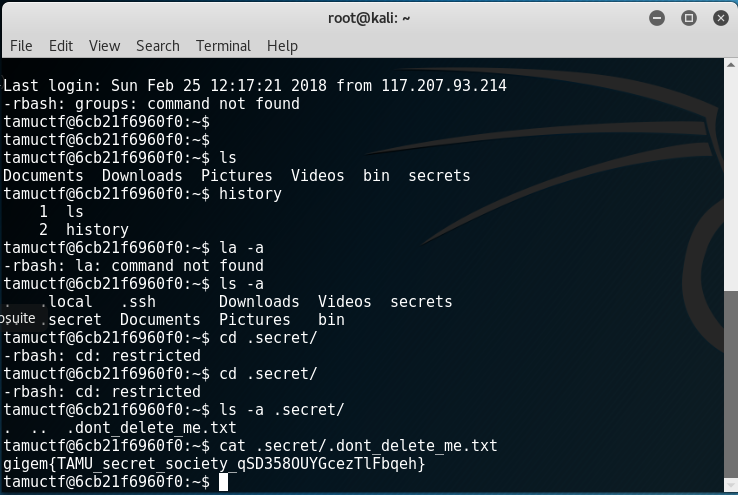 root@kali: ~
File Edit View Search Terminal Help
Last login: Sun Feb 25 12:17:21 2018 from 117.207.93.214
-rbash: groups: command not found
tamuctf@6cb21f6960f0:~$
tamuctf@6cb21f6960f0:~$
tamuctf@6cb21f6960f0:~$ ls
Documents  Downloads  Pictures  Videos  bin  secrets
tamuctf@6cb21f6960f0:~$ history
    1  ls
    2  history
tamuctf@6cb21f6960f0:~$ la -a
-rbash: la: command not found
tamuctf@6cb21f6960f0:~$ ls -a
.   .local   .ssh       Downloads  Videos  secrets
.secret  Documents  Pictures   bin
tamuctf@6cb21f6960f0:~$ cd .secret/
-rbash: cd: restricted
tamuctf@6cb21f6960f0:~$ cd .secret/
-rbash: cd: restricted
tamuctf@6cb21f6960f0:~$ ls -a .secret/
.  ..  .dont_delete_me.txt
tamuctf@6cb21f6960f0:~$ cat .secret/.dont_delete_me.txt
gigem{TAMU_secret_society_qSD358OUYGcezTlFbqeh}
tamuctf@6cb21f6960f0:~$